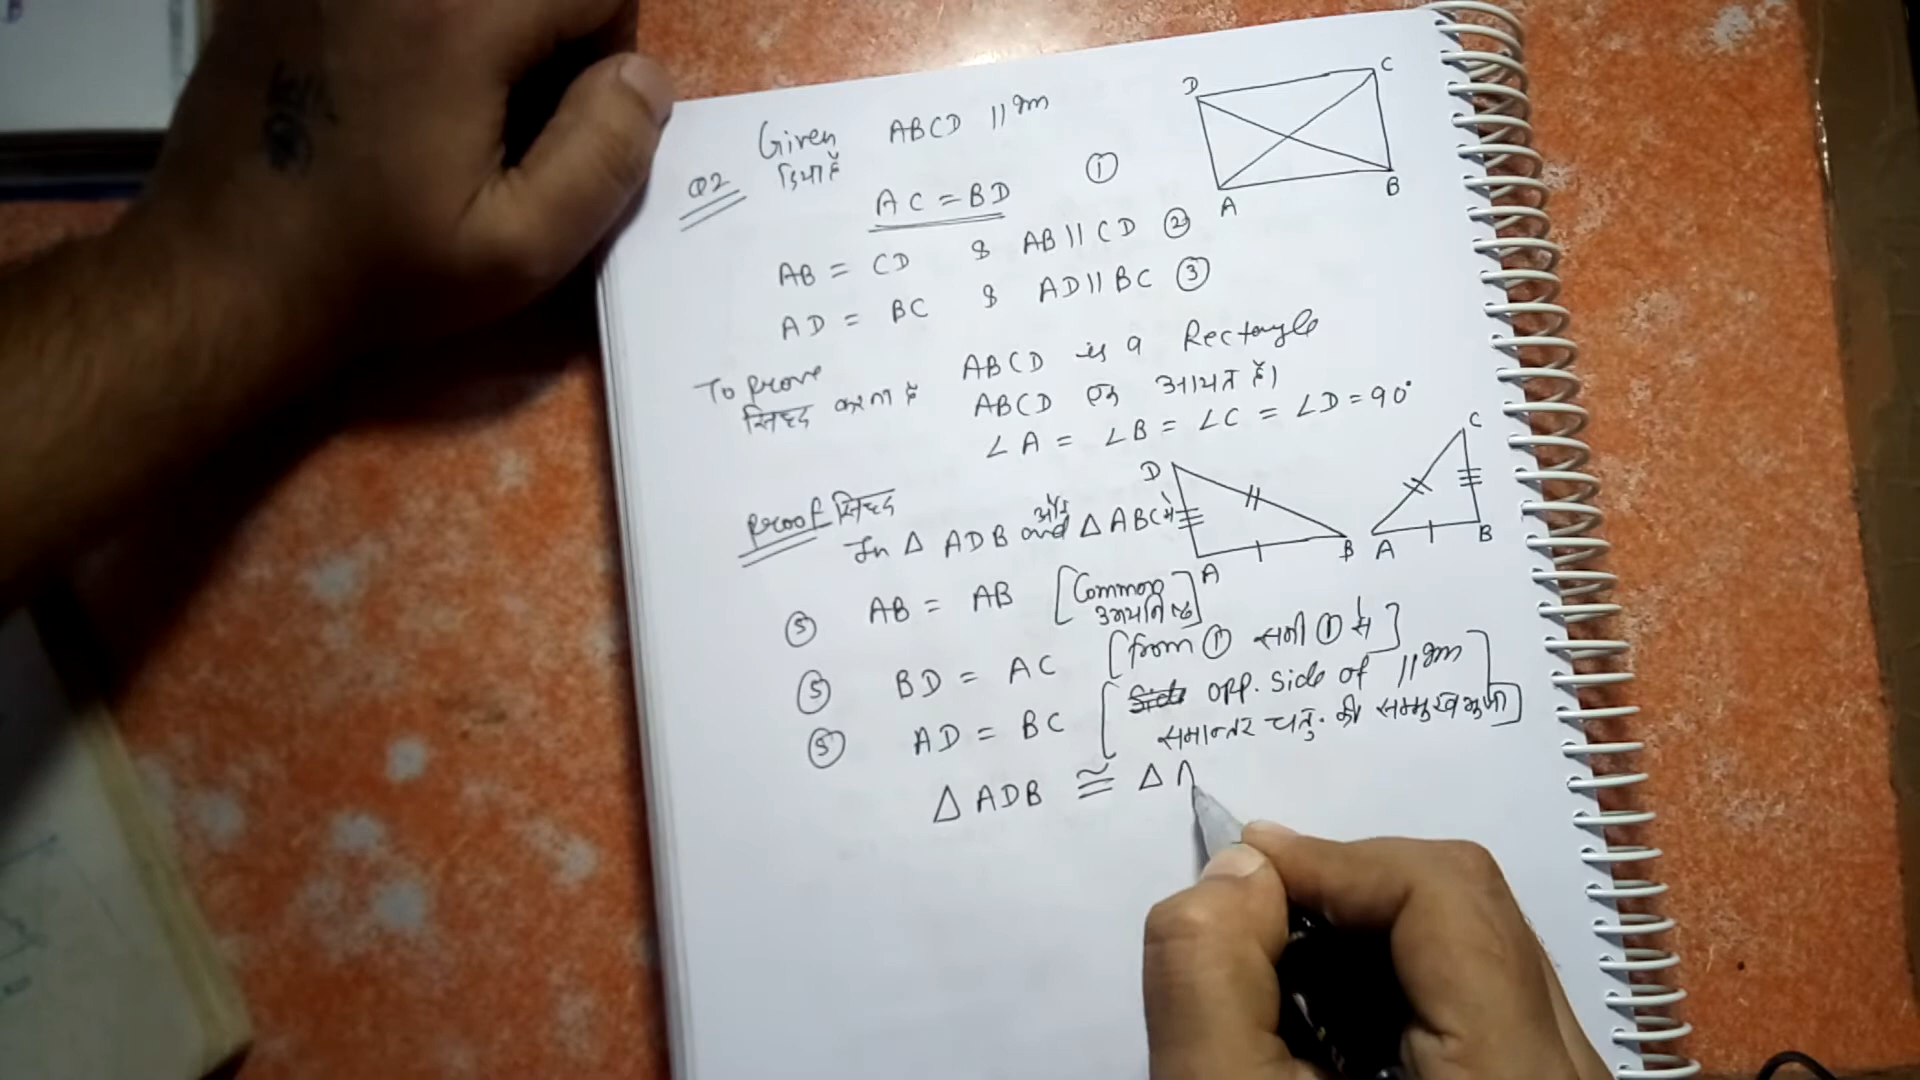 Q2 Given ABCD ||gm
दिया है
AC = BD ①
AB = CD & AB || CD ②
AD = BC & AD || BC ③
To prove ABCD is a Rectangle
सिद्ध करना है ABCD एक आयत है।
∠A = ∠B = ∠C = ∠D = 90°
Proof सिद्ध
In △ ADB and और △ ABC में
Ⓢ AB = AB [Common
उभयनिष्ठ]
Ⓢ BD = AC [from ① समी ① से]
Ⓢ AD = BC [opp. side of ||gm]
समान्तर चतु. की सम्मुख भुजा]
△ ADB ≅ △ A
D C
A B
D
A B
C
A B